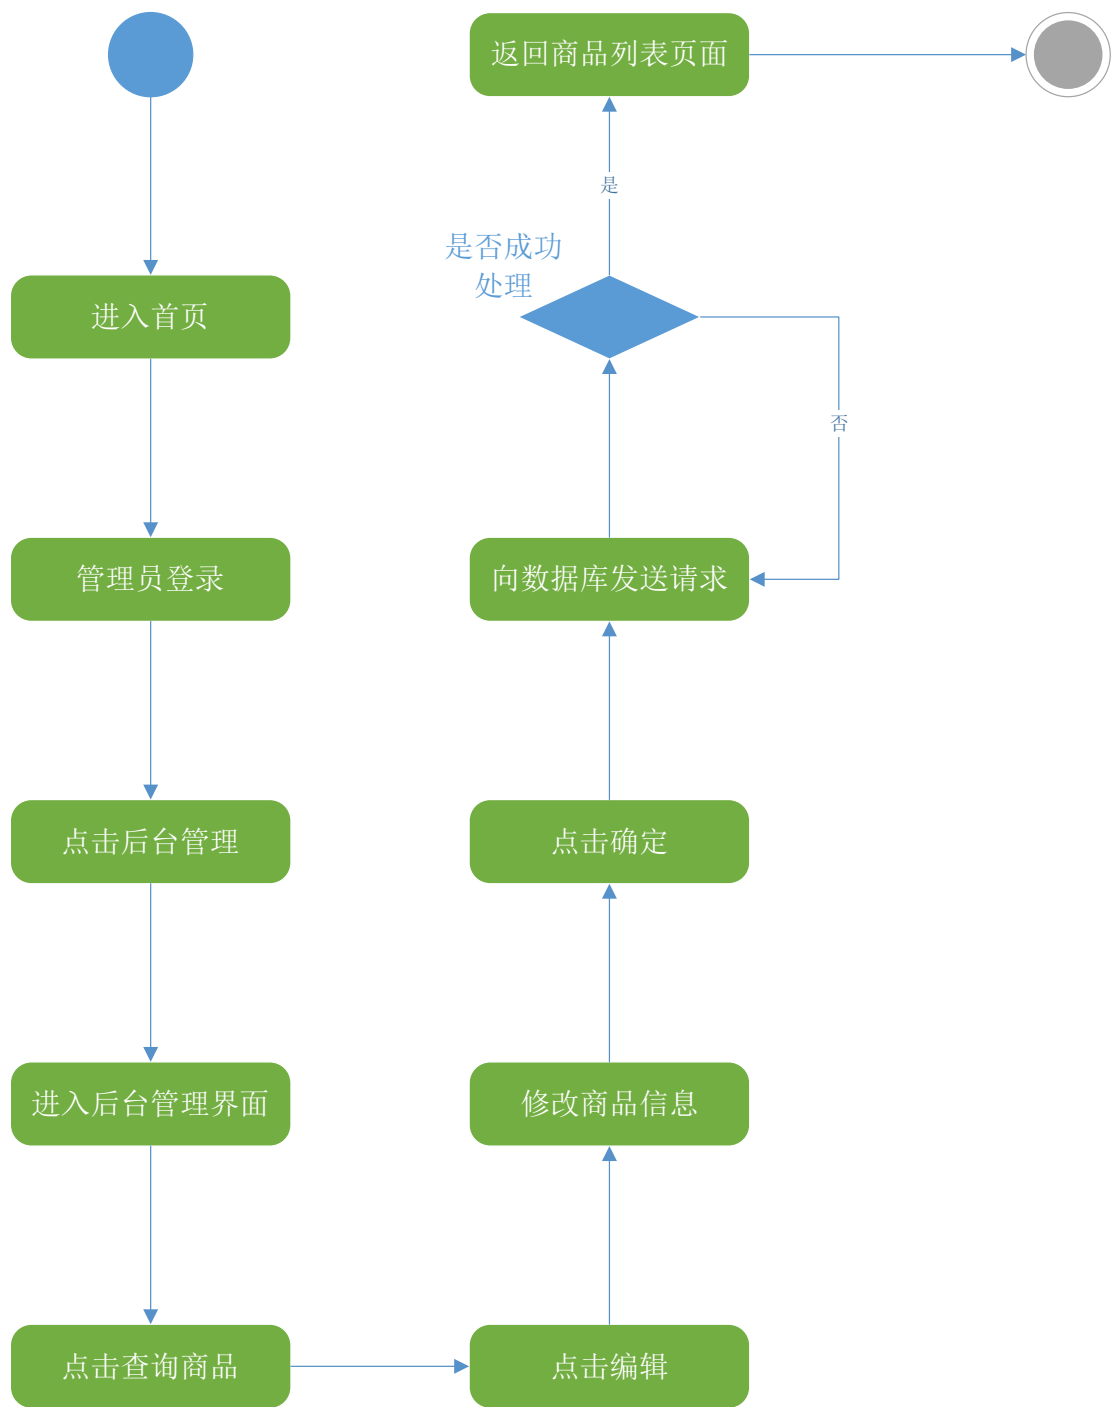 进入首页
管理员登录
点击后台管理
进入后台管理界面
点击查询商品
点击编辑
修改商品信息
点击确定
向数据库发送请求
是否成功
处理
否
是
返回商品列表页面